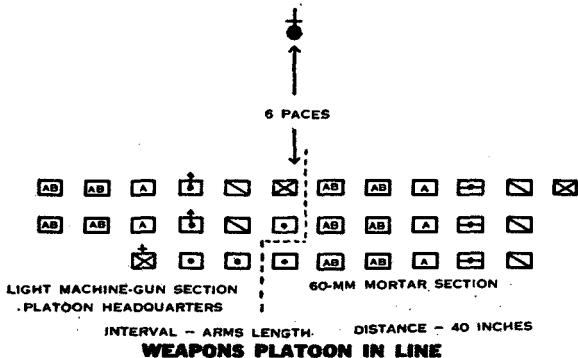 6 PACES
AB AB A AB AB A
AB AB A AB AB A
AB AB A
LIGHT MACHINE-GUN SECTION
PLATOON HEADQUARTERS
60-MM MORTAR SECTION
INTERVAL - ARMS LENGTH. DISTANCE - 40 INCHES
WEAPONS PLATOON IN LINE